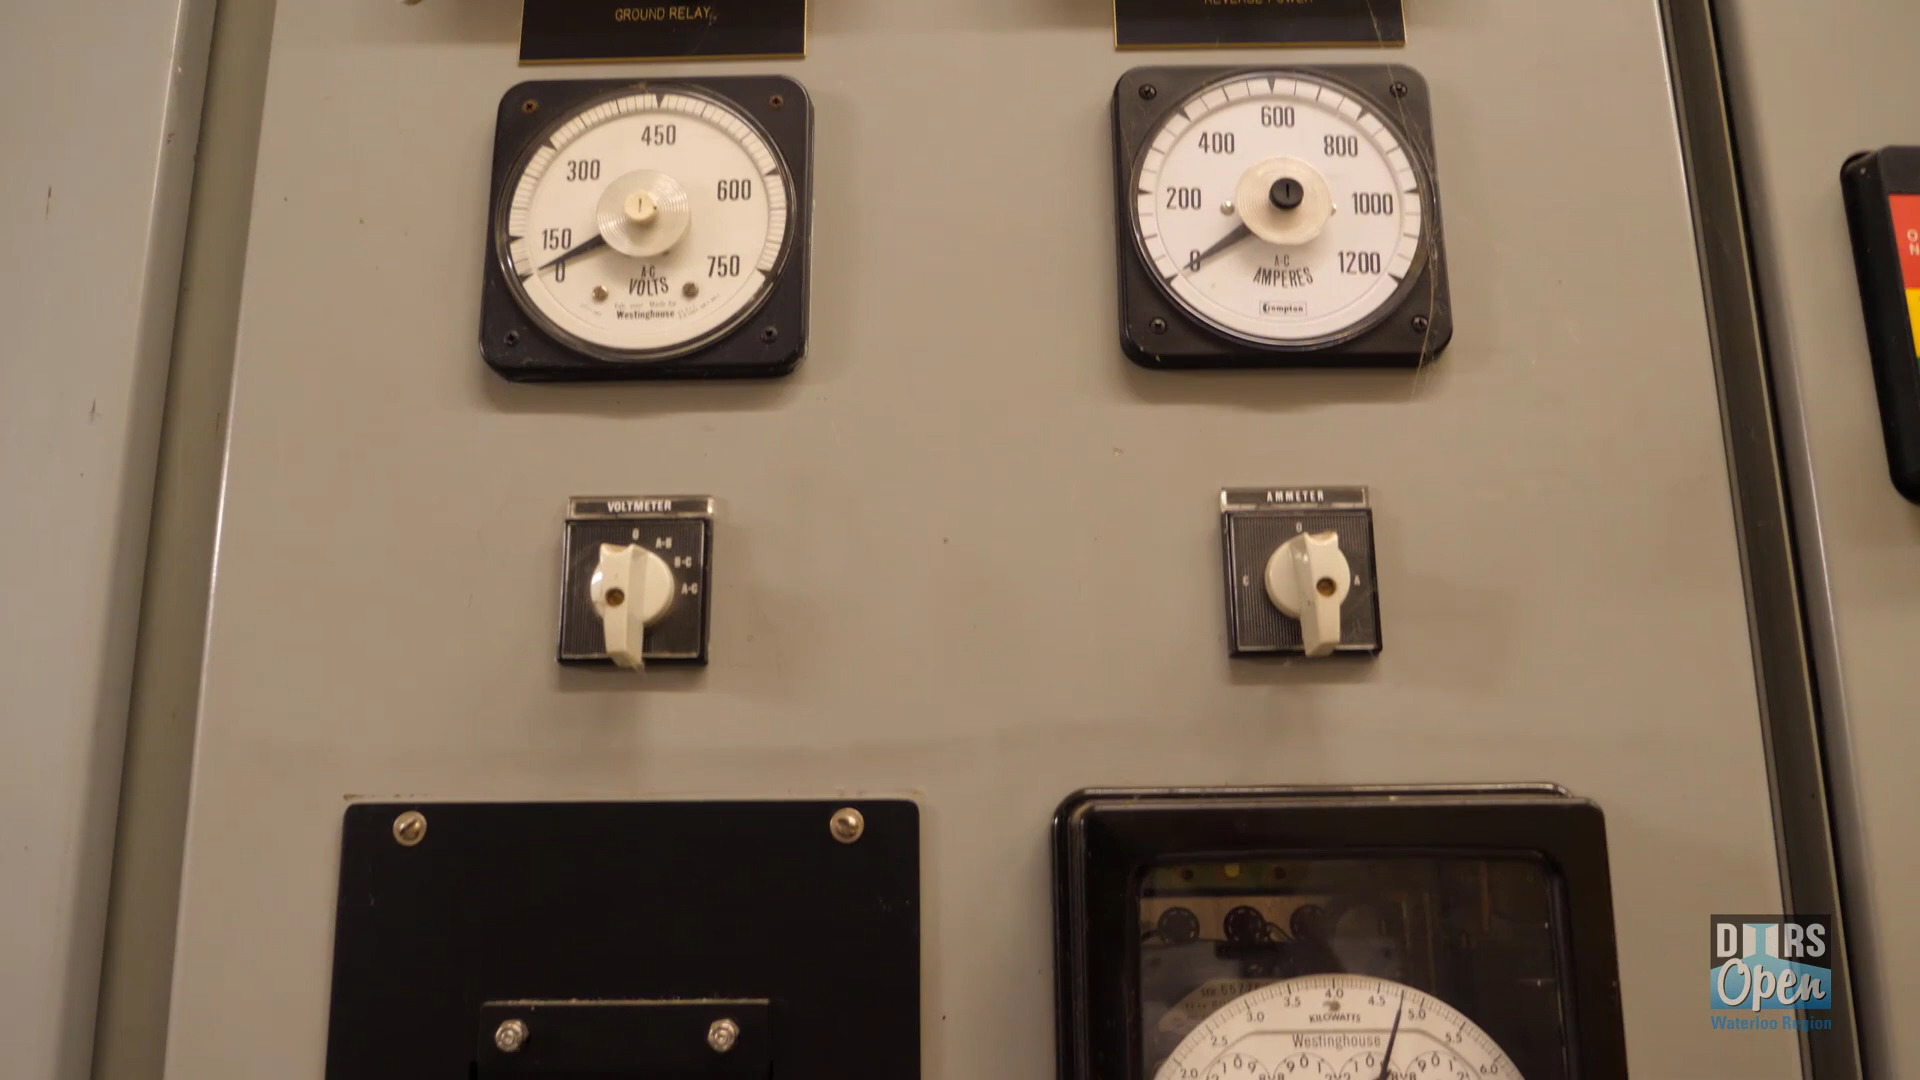 GROUND RELAY
REVERSE POWER
450
300
600
150
0
750
A-C
VOLTS
Westinghouse
600
400
800
200
1000
0
1200
A-C
AMPERES
Crompton
O
N
VOLTMETER
O
A-B
B-C
A-C
AMMETER
O
C
A
2.0
2.5
3.0
3.5
4.0
4.5
5.0
5.5
6.0
KILOWATTS
Westinghouse
DOORS
Open
Waterloo Region